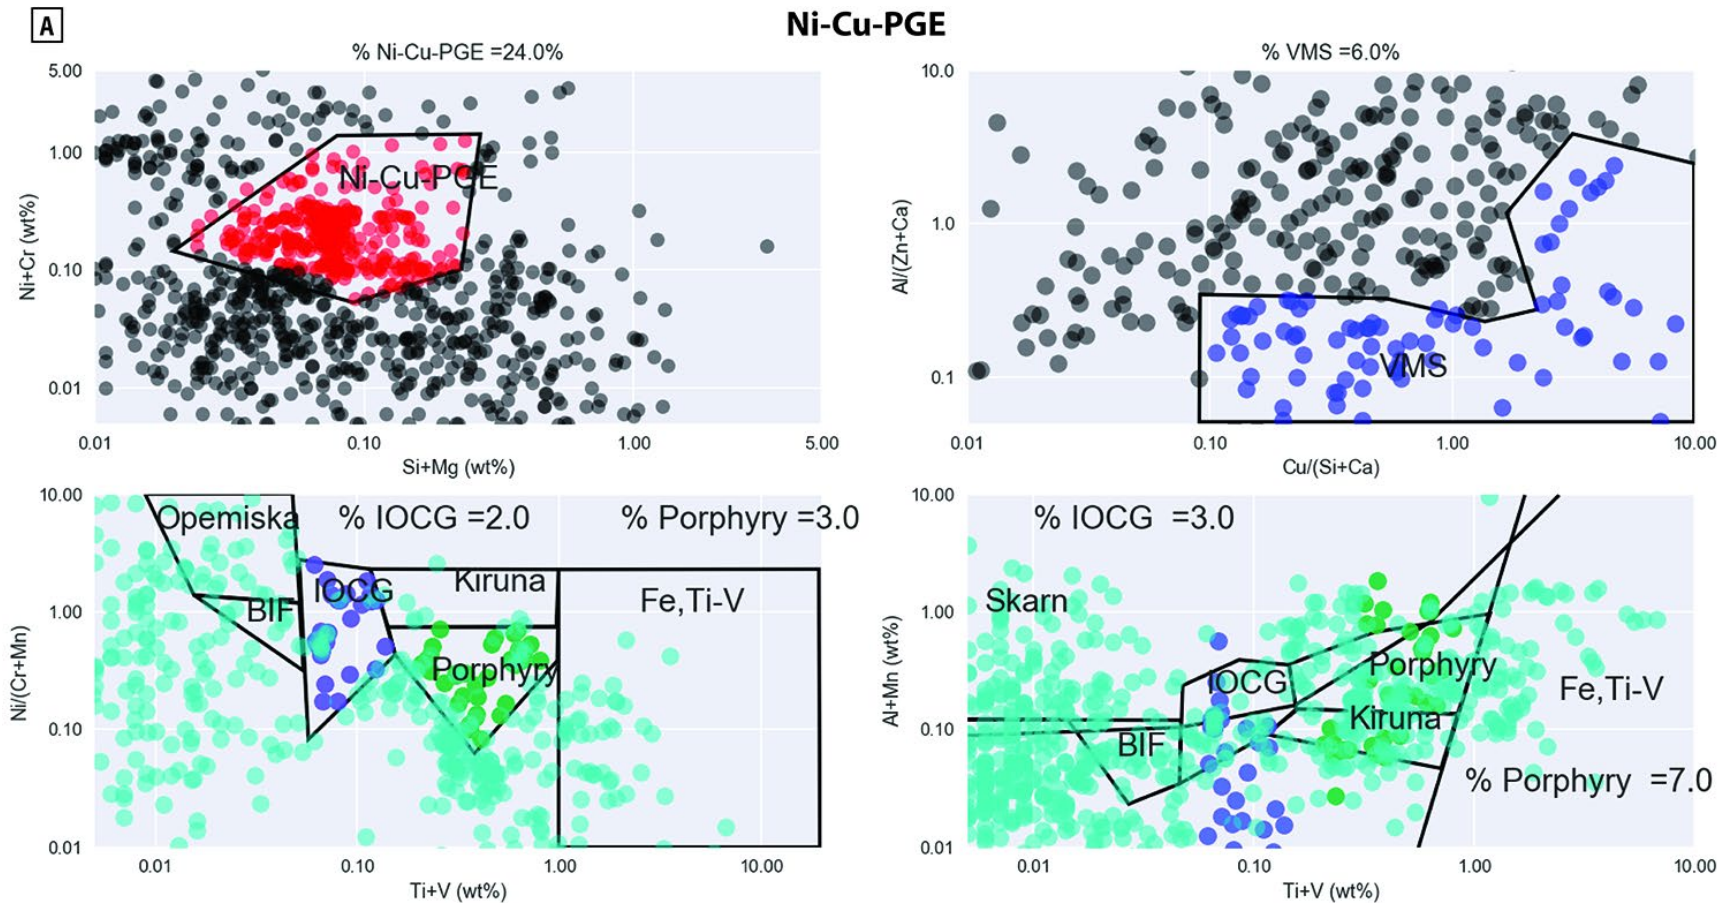 A
Ni-Cu-PGE
% Ni-Cu-PGE =24.0%
5.00
1.00
0.10
0.01
Ni+Cr (wt%)
Ni-Cu-PGE
0.01
0.10
1.00
5.00
Si+Mg (wt%)
% VMS =6.0%
10.0
1.0
0.1
Al/(Zn+Ca)
VMS
0.01
0.10
1.00
10.00
Cu/(Si+Ca)
10.00
1.00
0.10
0.01
Ni/(Cr+Mn)
Opemiska
% IOCG =2.0
% Porphyry =3.0
BIF
IOCG
Kiruna
Fe,Ti-V
Porphyry
0.01
0.10
1.00
10.00
Ti+V (wt%)
10.00
1.00
0.10
0.01
Al+Mn (wt%)
% IOCG =3.0
Skarn
IOCG
Porphyry
Fe,Ti-V
Kiruna
BIF
% Porphyry =7.0
0.01
0.10
1.00
10.00
Ti+V (wt%)